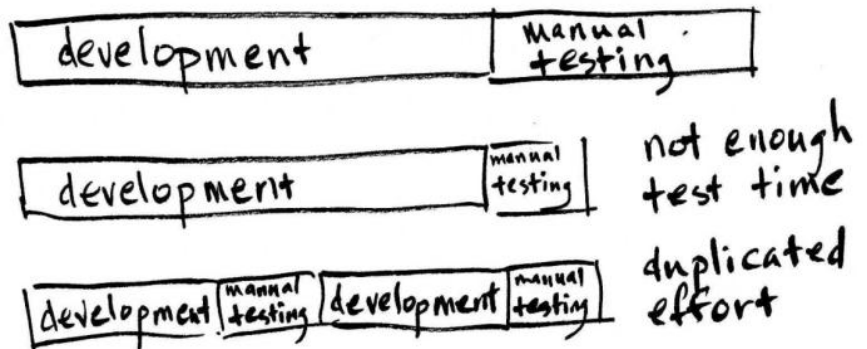 development manual
testing
development manual
testing not enough
test time
development manual
testing development manual
testing duplicated
effort